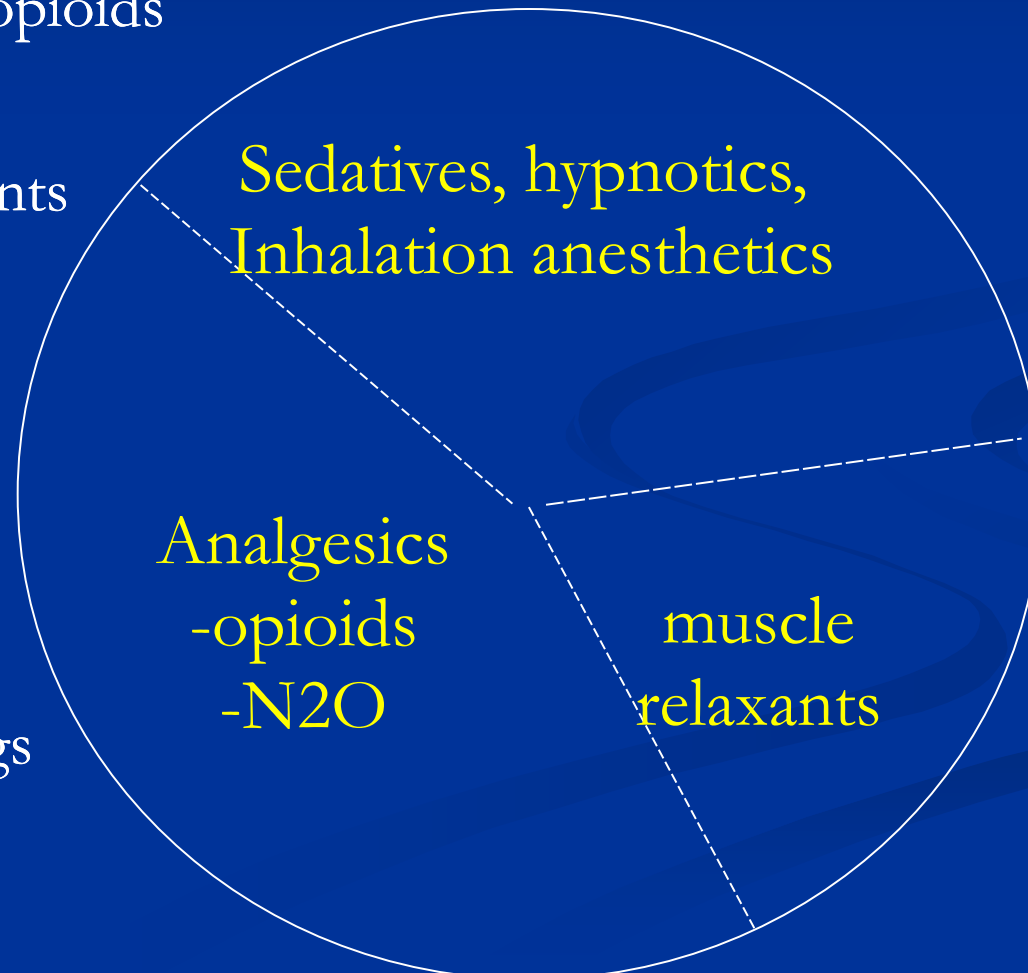 opioids
nts
Sedatives, hypnotics,
Inhalation anesthetics
Analgesics
-opioids
-N2O
muscle
relaxants
gs